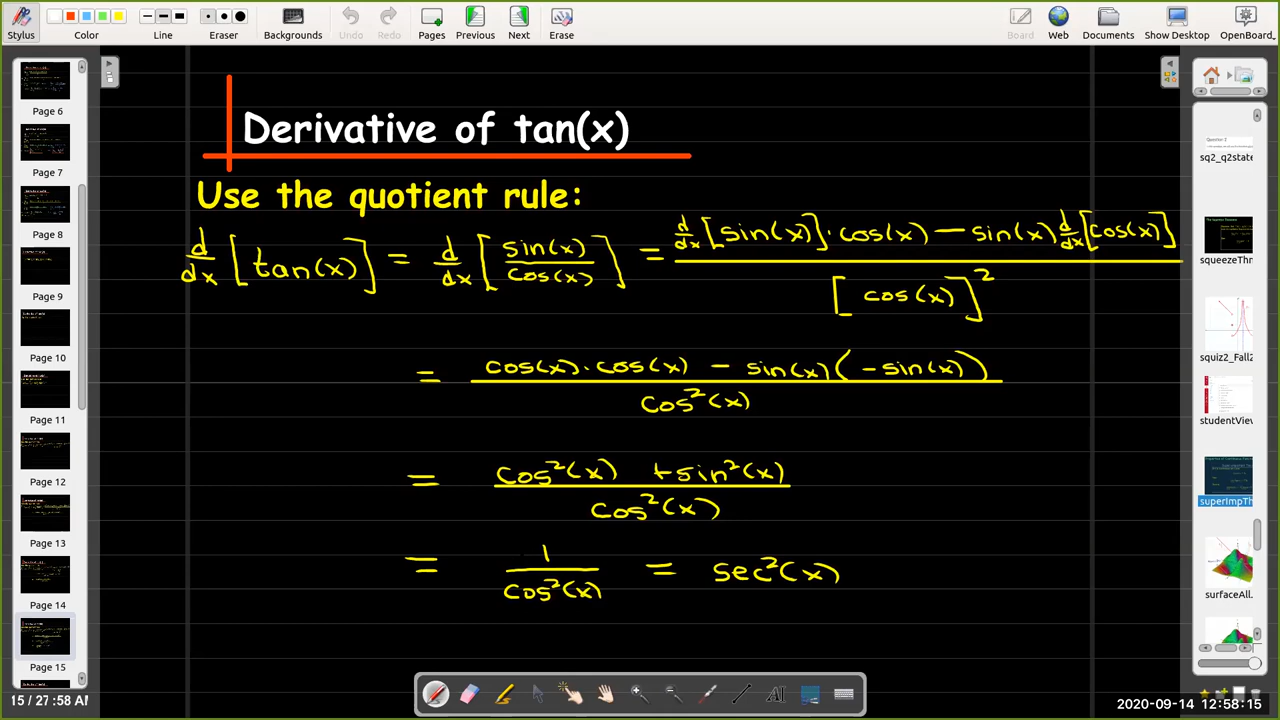 Stylus Color Line Eraser Backgrounds Undo Redo Pages Previous Next Erase Board Web Documents Show Desktop OpenBoard
Page 6
Page 7
Page 8
Page 9
Page 10
Page 11
Page 12
Page 13
Page 14
Page 15
15 / 27:58 AM
Derivative of tan(x)
Use the quotient rule:
d/dx [tan(x)] = d/dx [sin(x)/cos(x)] = (d/dx[sin(x)]·cos(x) − sin(x) d/dx[cos(x)]) / [cos(x)]²
= (cos(x)·cos(x) − sin(x)(−sin(x))) / cos²(x)
= (cos²(x) + sin²(x)) / cos²(x)
= 1/cos²(x) = sec²(x)
Question 2
sq2_q2state
squeezeThr
squiz2_Fall2
studentView
superImpTh
surfaceAll.
2020-09-14 12:58:15